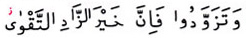 وَتَزَوَّدُوا فَاِنَّ خَيْرَ الزَّادِ التَّقْوٰى ز